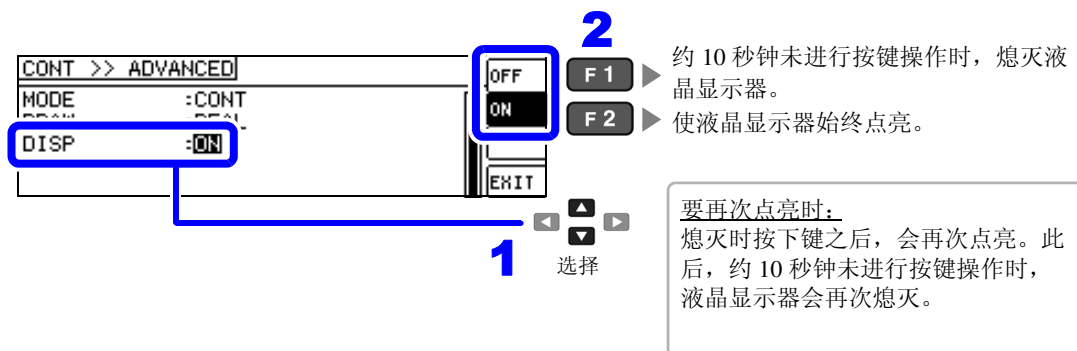 2
CONT >> ADVANCED
OFF
F 1
约 10 秒钟未进行按键操作时，熄灭液
晶显示器。
MODE :CONT
ON
F 2
使液晶显示器始终点亮。
DISP :ON
EXIT
1
选择
要再次点亮时：
熄灭时按下键之后，会再次点亮。此
后，约 10 秒钟未进行按键操作时，
液晶显示器会再次熄灭。